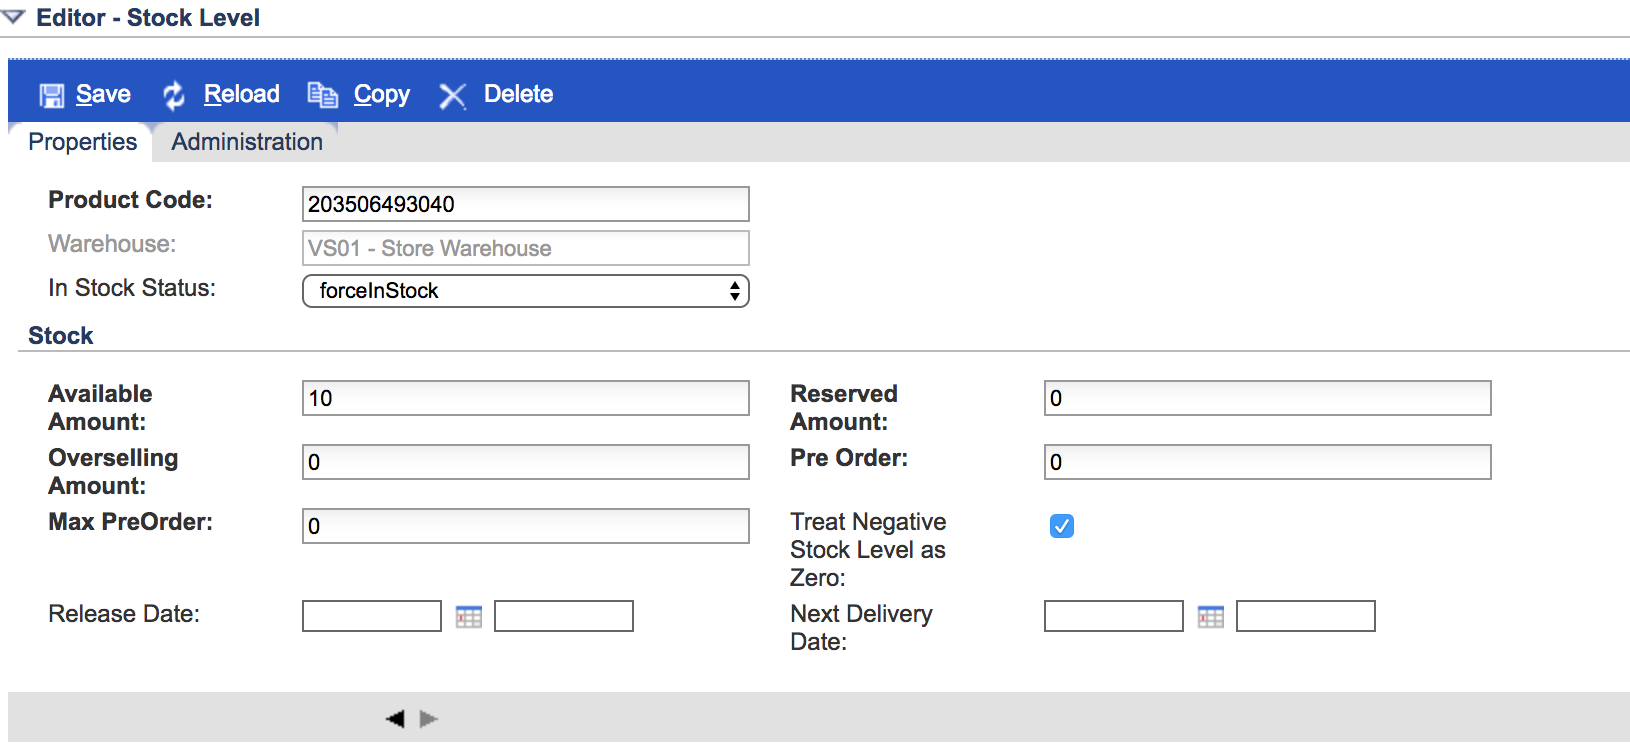 Editor - Stock Level
Save Reload Copy Delete
Properties Administration
Product Code: 203506493040
Warehouse: VS01 - Store Warehouse
In Stock Status: forceInStock
Stock
Available Amount: 10 Reserved Amount: 0
Overselling Amount: 0 Pre Order: 0
Max PreOrder: 0 Treat Negative Stock Level as Zero:
Release Date: Next Delivery Date: